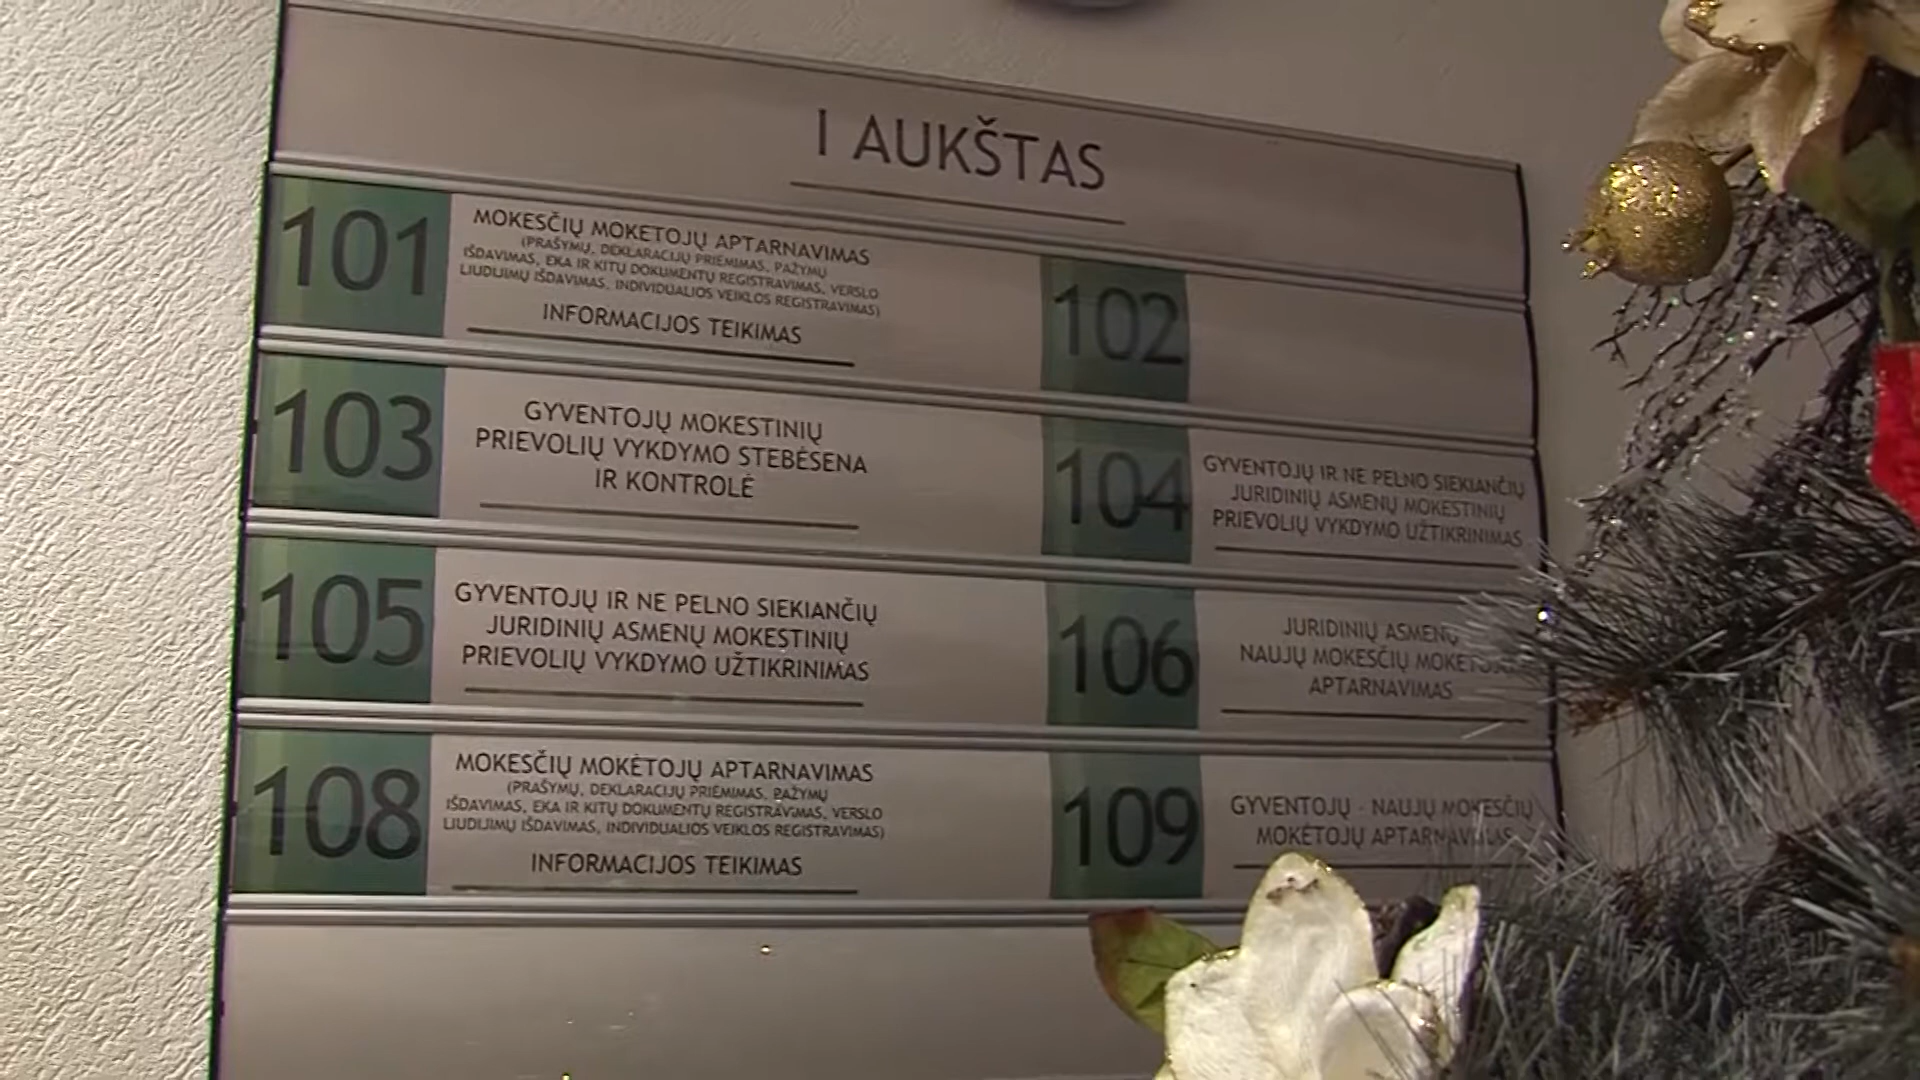 I AUKŠTAS
101
MOKESČIŲ MOKĖTOJŲ APTARNAVIMAS
(PRAŠYMŲ, DEKLARACIJŲ PRIĖMIMAS, PAŽYMŲ
IŠDAVIMAS, EKA IR KITŲ DOKUMENTŲ REGISTRAVIMAS, VERSLO
LIUDIJIMŲ IŠDAVIMAS, INDIVIDUALIOS VEIKLOS REGISTRAVIMAS)
INFORMACIJOS TEIKIMAS
102
103
GYVENTOJŲ MOKESTINIŲ
PRIEVOLIŲ VYKDYMO STEBĖSENA
IR KONTROLĖ
104
GYVENTOJŲ IR NE PELNO SIEKIANČIŲ
JURIDINIŲ ASMENŲ MOKESTINIŲ
PRIEVOLIŲ VYKDYMO UŽTIKRINIMAS
105
GYVENTOJŲ IR NE PELNO SIEKIANČIŲ
JURIDINIŲ ASMENŲ MOKESTINIŲ
PRIEVOLIŲ VYKDYMO UŽTIKRINIMAS
106
JURIDINIŲ ASMENŲ
NAUJŲ MOKESČIŲ MOKĖTOJŲ
APTARNAVIMAS
108
MOKESČIŲ MOKĖTOJŲ APTARNAVIMAS
(PRAŠYMŲ, DEKLARACIJŲ PRIĖMIMAS, PAŽYMŲ
IŠDAVIMAS, EKA IR KITŲ DOKUMENTŲ REGISTRAVIMAS, VERSLO
LIUDIJIMŲ IŠDAVIMAS, INDIVIDUALIOS VEIKLOS REGISTRAVIMAS)
INFORMACIJOS TEIKIMAS
109
GYVENTOJŲ - NAUJŲ MOKESČIŲ
MOKĖTOJŲ APTARNAVIMAS